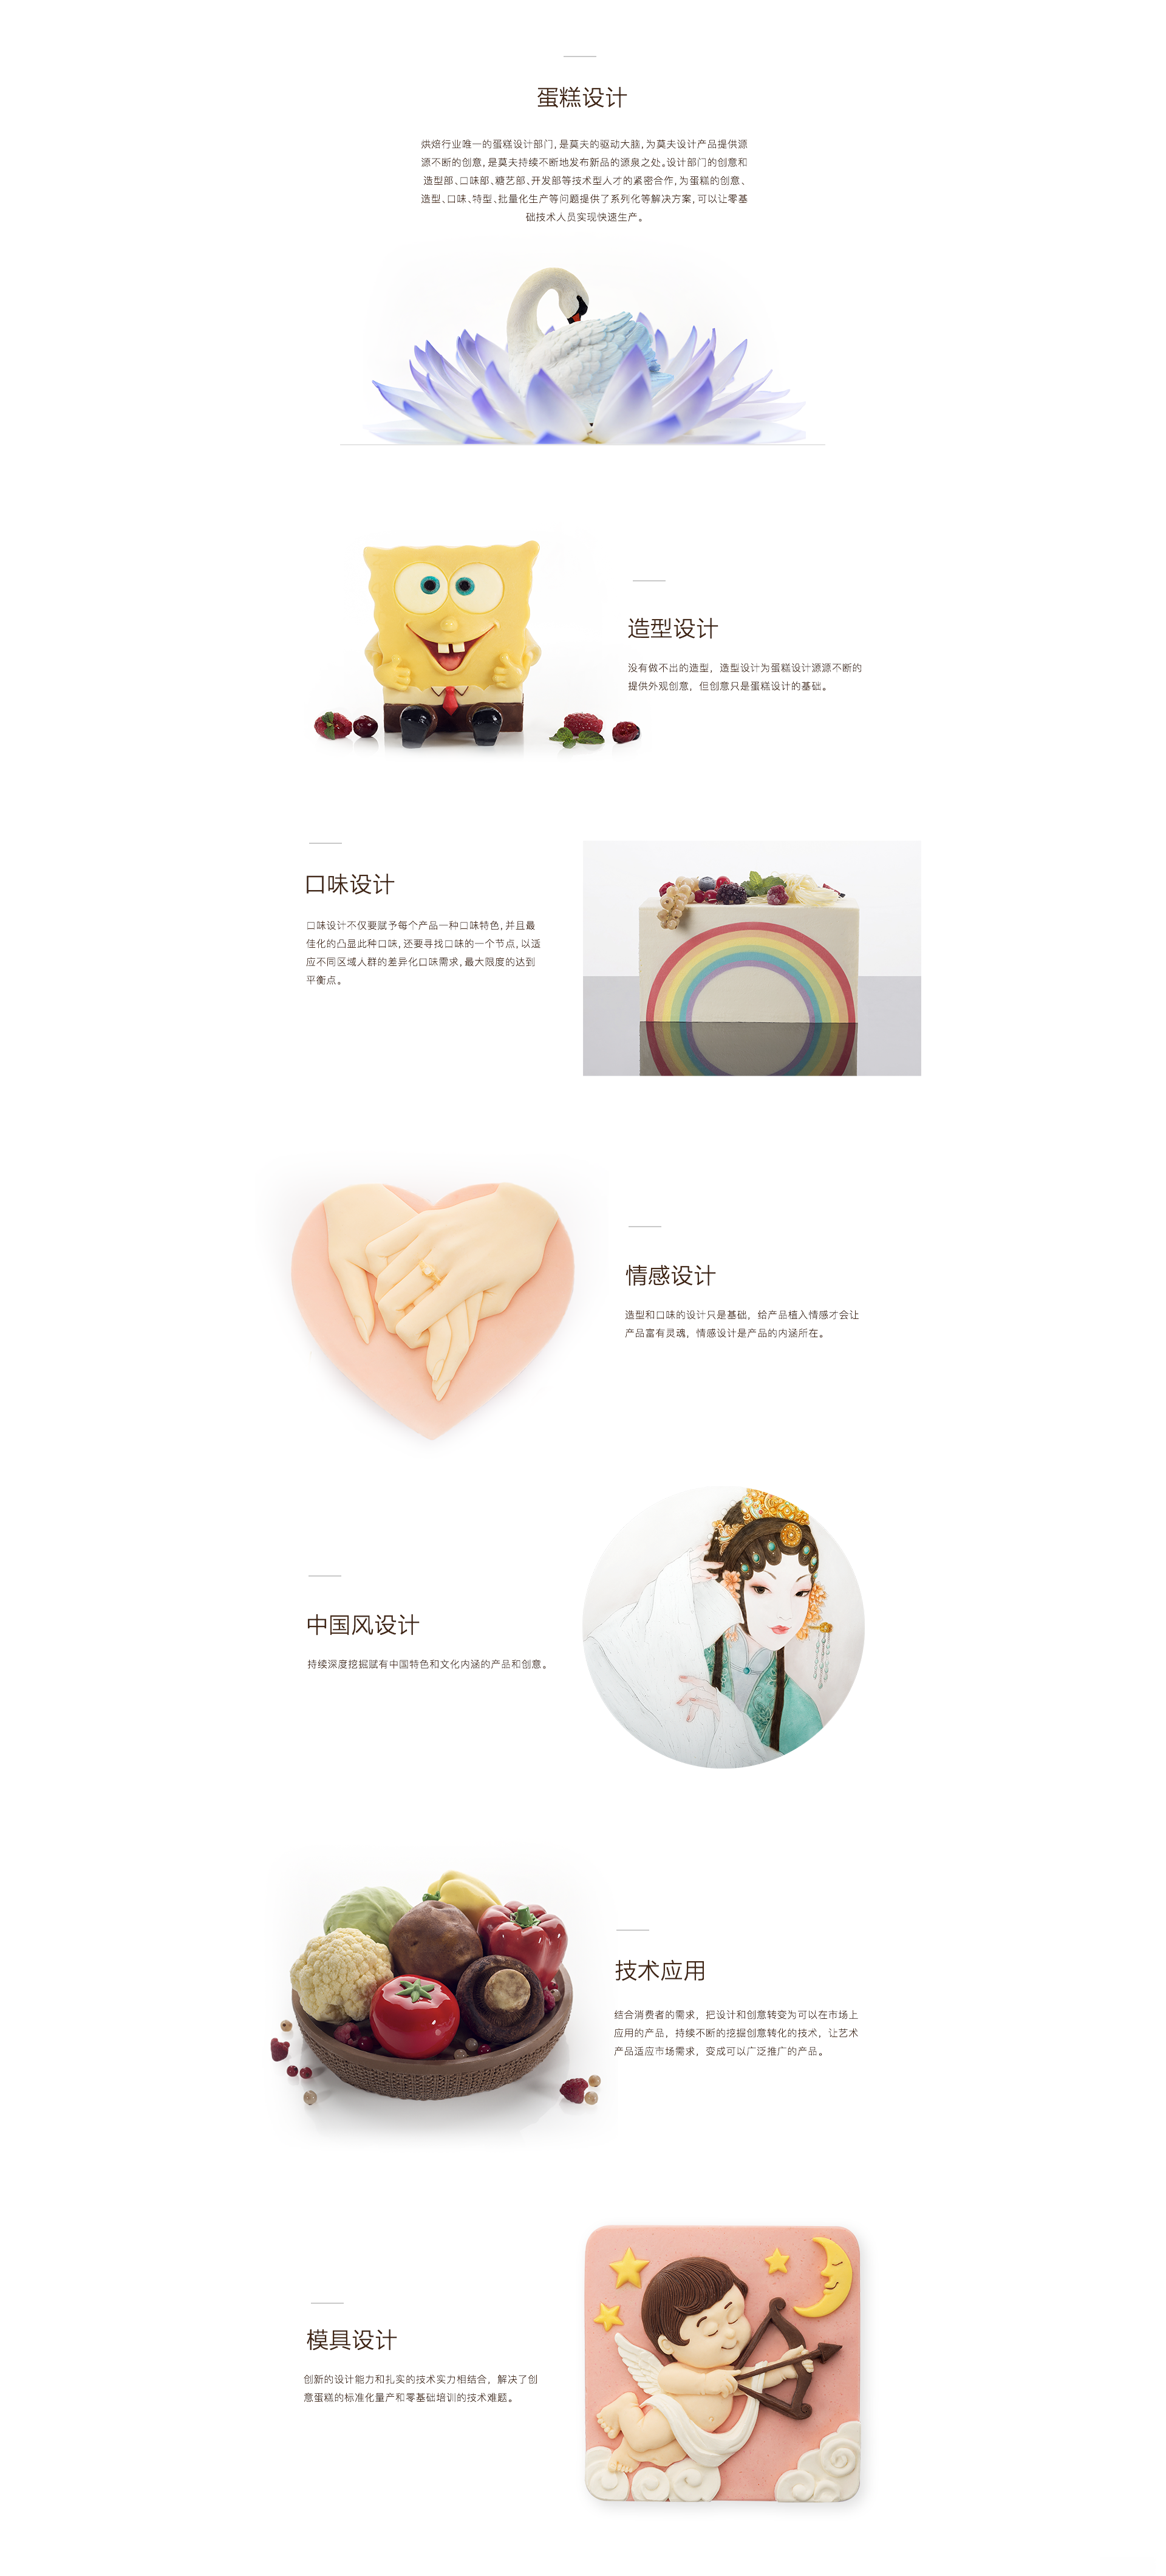 蛋糕设计
烘焙行业唯一的蛋糕设计部门,是莫夫的驱动大脑,为莫夫设计产品提供源
源不断的创意,是莫夫持续不断地发布新品的源泉之处。设计部门的创意和
造型部、口味部、糖艺部、开发部等技术型人才的紧密合作,为蛋糕的创意、
造型、口味、特型、批量化生产等问题提供了系列化等解决方案,可以让零基
础技术人员实现快速生产。
造型设计
没有做不出的造型，造型设计为蛋糕设计源源不断的
提供外观创意，但创意只是蛋糕设计的基础。
口味设计
口味设计不仅要赋予每个产品一种口味特色,并且最
佳化的凸显此种口味,还要寻找口味的一个节点,以适
应不同区域人群的差异化口味需求,最大限度的达到
平衡点。
情感设计
造型和口味的设计只是基础，给产品植入情感才会让
产品富有灵魂，情感设计是产品的内涵所在。
中国风设计
持续深度挖掘赋有中国特色和文化内涵的产品和创意。
技术应用
结合消费者的需求，把设计和创意转变为可以在市场上
应用的产品，持续不断的挖掘创意转化的技术，让艺术
产品适应市场需求，变成可以广泛推广的产品。
模具设计
创新的设计能力和扎实的技术实力相结合，解决了创
意蛋糕的标准化量产和零基础培训的技术难题。